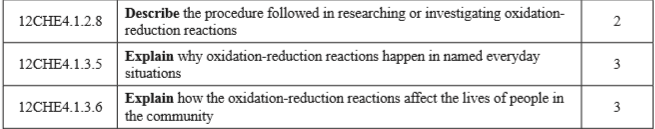 12CHE4.1.2.8 Describe the procedure followed in researching or investigating oxidation- 2
reduction reactions
12CHE4.1.3.5 Explain why oxidation-reduction reactions happen in named everyday 3
situations
12CHE4.1.3.6 Explain how the oxidation-reduction reactions affect the lives of people in 3
the community